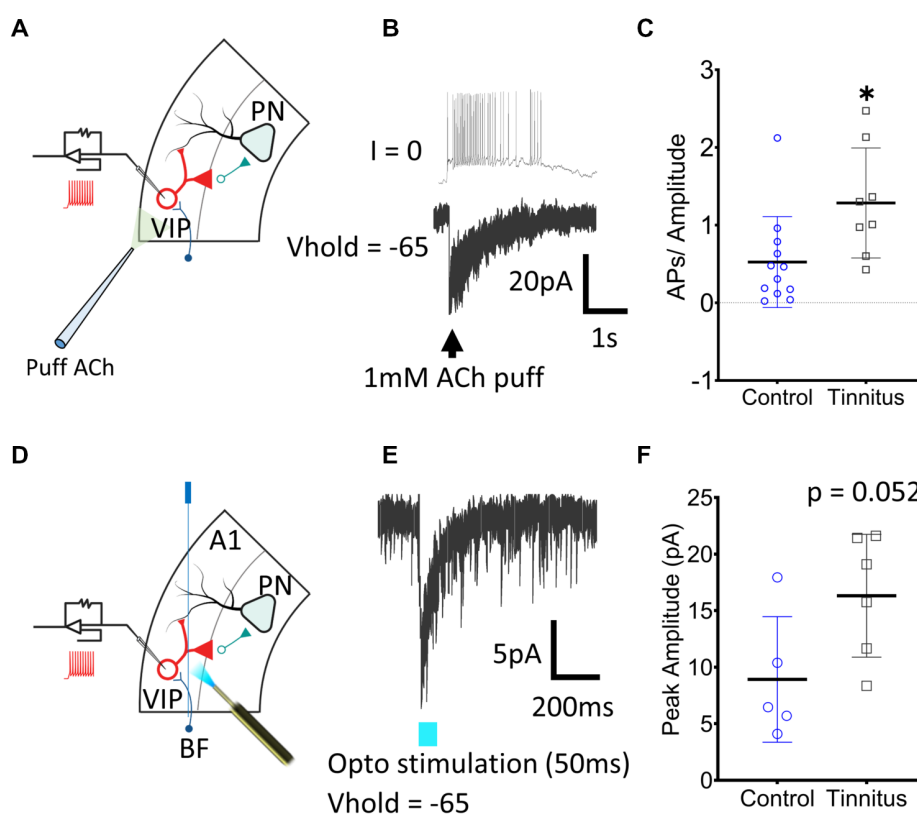 A
PN
VIP
Puff ACh
B
I = 0
Vhold = -65
20pA
1s
1mM ACh puff
C
3
2
1
0
-1
APs/ Amplitude
*
Control
Tinnitus
D
A1
PN
VIP
BF
E
5pA
200ms
Opto stimulation (50ms)
Vhold = -65
F
p = 0.052
25
20
15
10
5
0
Peak Amplitude (pA)
Control
Tinnitus